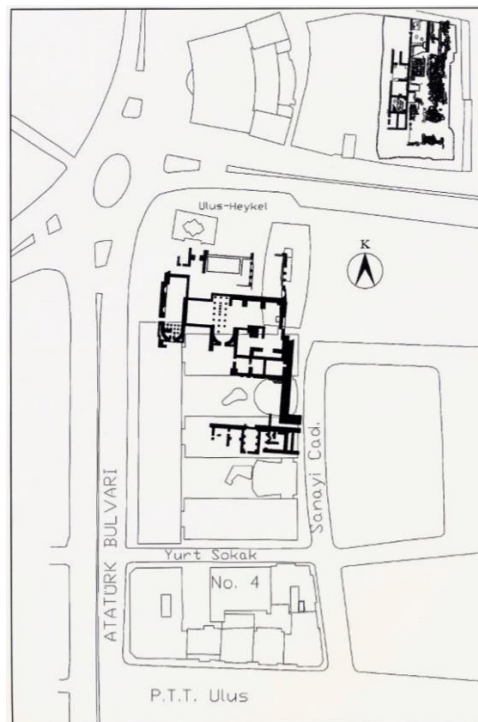 Ulus-Heykel
K
ATATÜRK BULVARI
Sanayi Cad.
Yurt Sokak
No. 4
P.T.T. Ulus